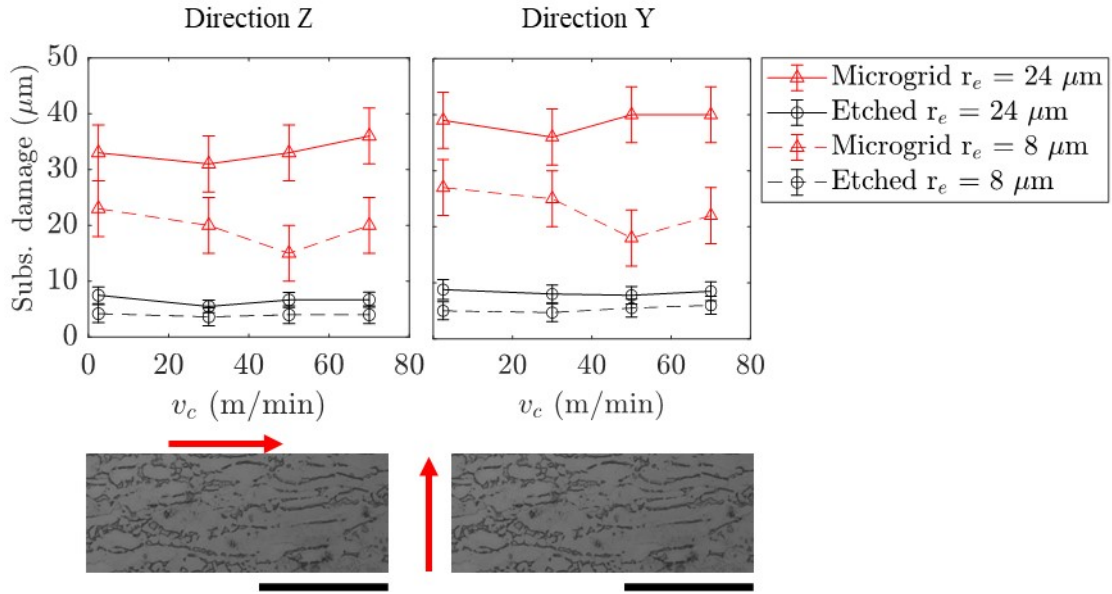 Direction Z
Direction Y
Subs. damage (μm)
50
40
30
20
10
0
0 20 40 60 80
v_c (m/min)
20 40 60 80
v_c (m/min)
Microgrid r_e = 24 μm
Etched r_e = 24 μm
Microgrid r_e = 8 μm
Etched r_e = 8 μm